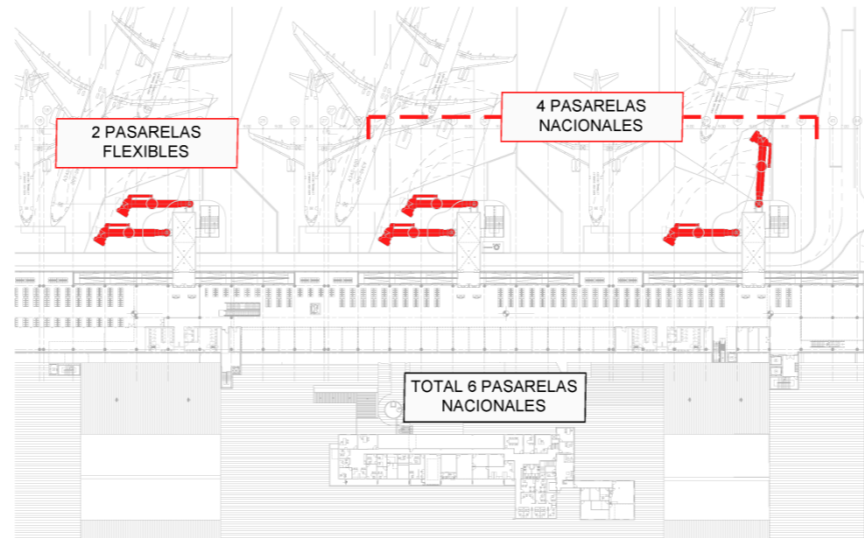 2 PASARELAS
FLEXIBLES
4 PASARELAS
NACIONALES
TOTAL 6 PASARELAS
NACIONALES